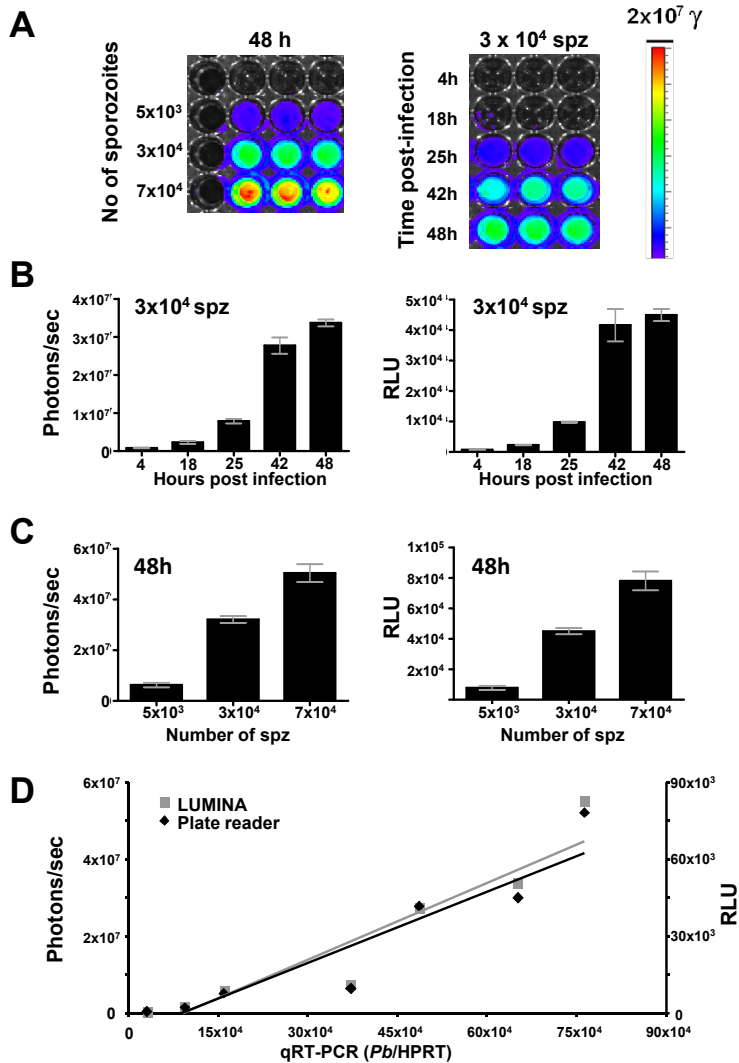 A
48 h
3 x 10⁴ spz
2x10⁷ γ
No of sporozoites
5x10³
3x10⁴
7x10⁴
Time post-infection
4h
18h
25h
42h
48h
B
3x10⁴ spz
Photons/sec
4x10⁷
3x10⁷
1x10⁷
1x10⁷
0
4 18 25 42 48
Hours post infection
3x10⁴ spz
RLU
5x10⁴
4x10⁴
3x10⁴
2x10⁴
1x10⁴
4 18 25 42 48
Hours post infection
C
48h
Photons/sec
6x10⁷
4x10⁷
2x10⁷
0
5x10³ 3x10⁴ 7x10⁴
Number of spz
48h
RLU
1x10⁵
8x10⁴
6x10⁴
4x10⁴
2x10⁴
5x10³ 3x10⁴ 7x10⁴
Number of spz
D
LUMINA
Plate reader
Photons/sec
6x10⁷
4x10⁷
2x10⁷
0
RLU
90x10³
60x10³
30x10³
0
0 15x10⁴ 30x10⁴ 45x10⁴ 60x10⁴ 75x10⁴ 90x10⁴
qRT-PCR (Pb/HPRT)